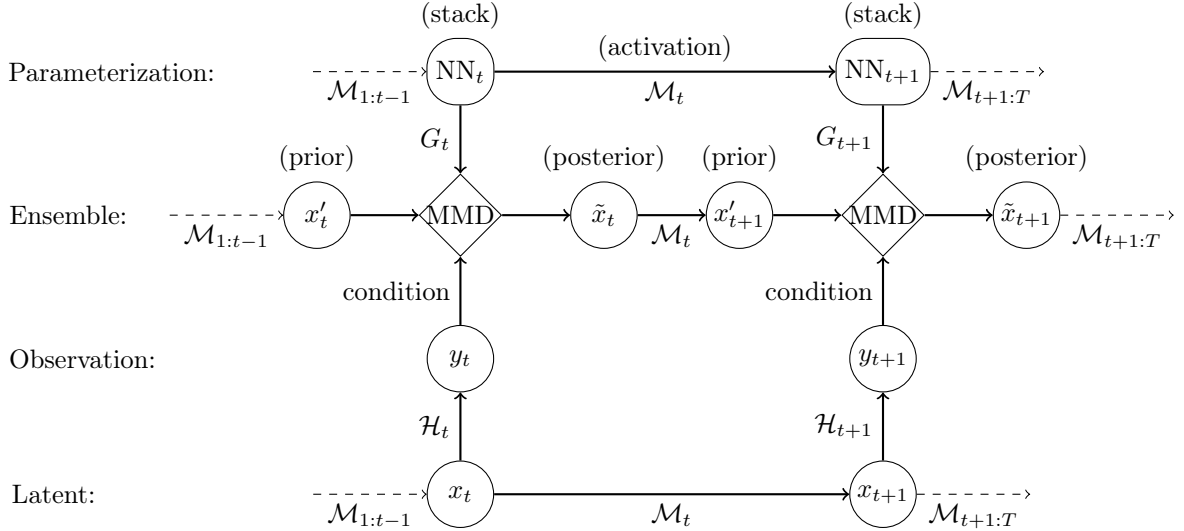 (stack) (stack)
(activation)
Parameterization: NN_t NN_{t+1}
ℳ_{1:t−1} ℳ_t ℳ_{t+1:T}
G_t G_{t+1}
(prior) (posterior) (prior) (posterior)
Ensemble: x′_t MMD x̃_t x′_{t+1} MMD x̃_{t+1}
ℳ_{1:t−1} ℳ_t ℳ_{t+1:T}
condition condition
Observation: y_t y_{t+1}
ℋ_t ℋ_{t+1}
Latent: x_t x_{t+1}
ℳ_{1:t−1} ℳ_t ℳ_{t+1:T}